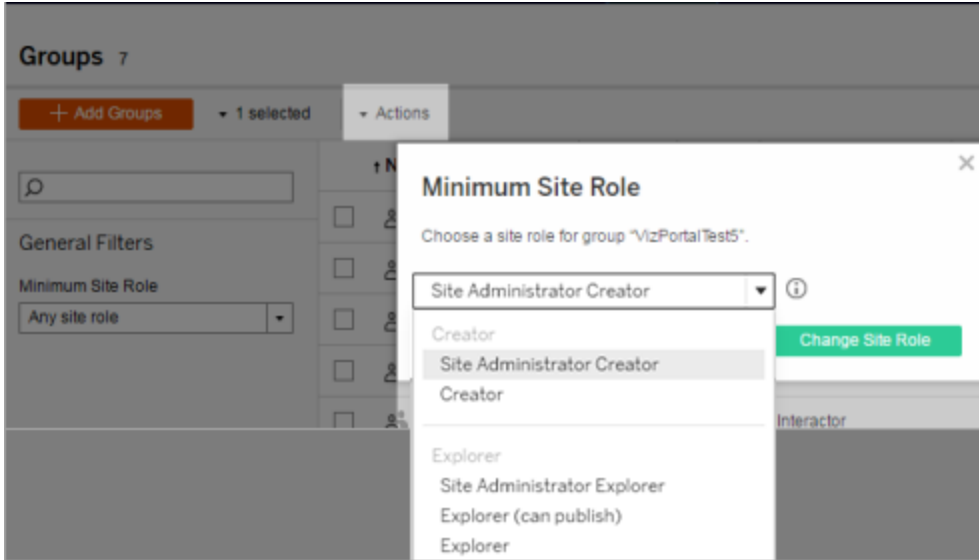 Groups 7
+ Add Groups
1 selected
Actions
↑ N
Minimum Site Role
Choose a site role for group "VizPortalTest5".
General Filters
Minimum Site Role
Any site role
Site Administrator Creator
Change Site Role
Creator
Site Administrator Creator
Creator
Interactor
Explorer
Site Administrator Explorer
Explorer (can publish)
Explorer